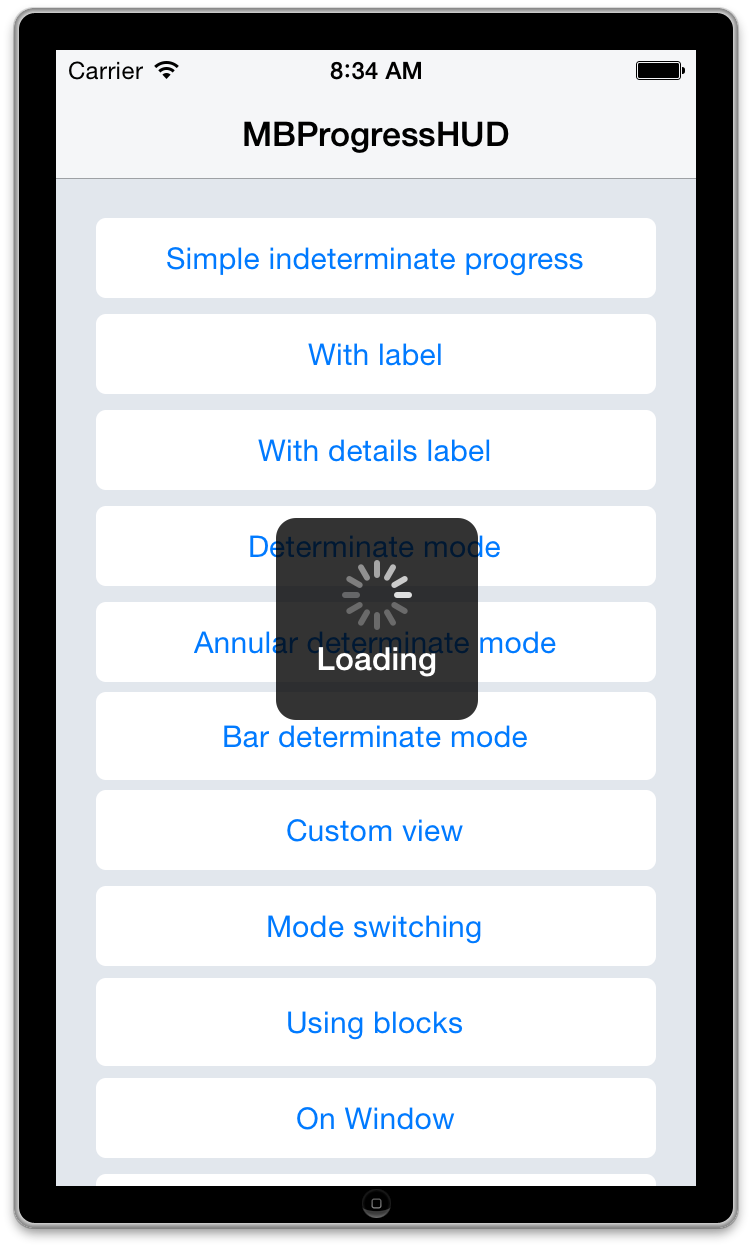 Carrier 8:34 AM
MBProgressHUD
Simple indeterminate progress
With label
With details label
Determinate mode
Annular determinate mode
Loading
Bar determinate mode
Custom view
Mode switching
Using blocks
On Window